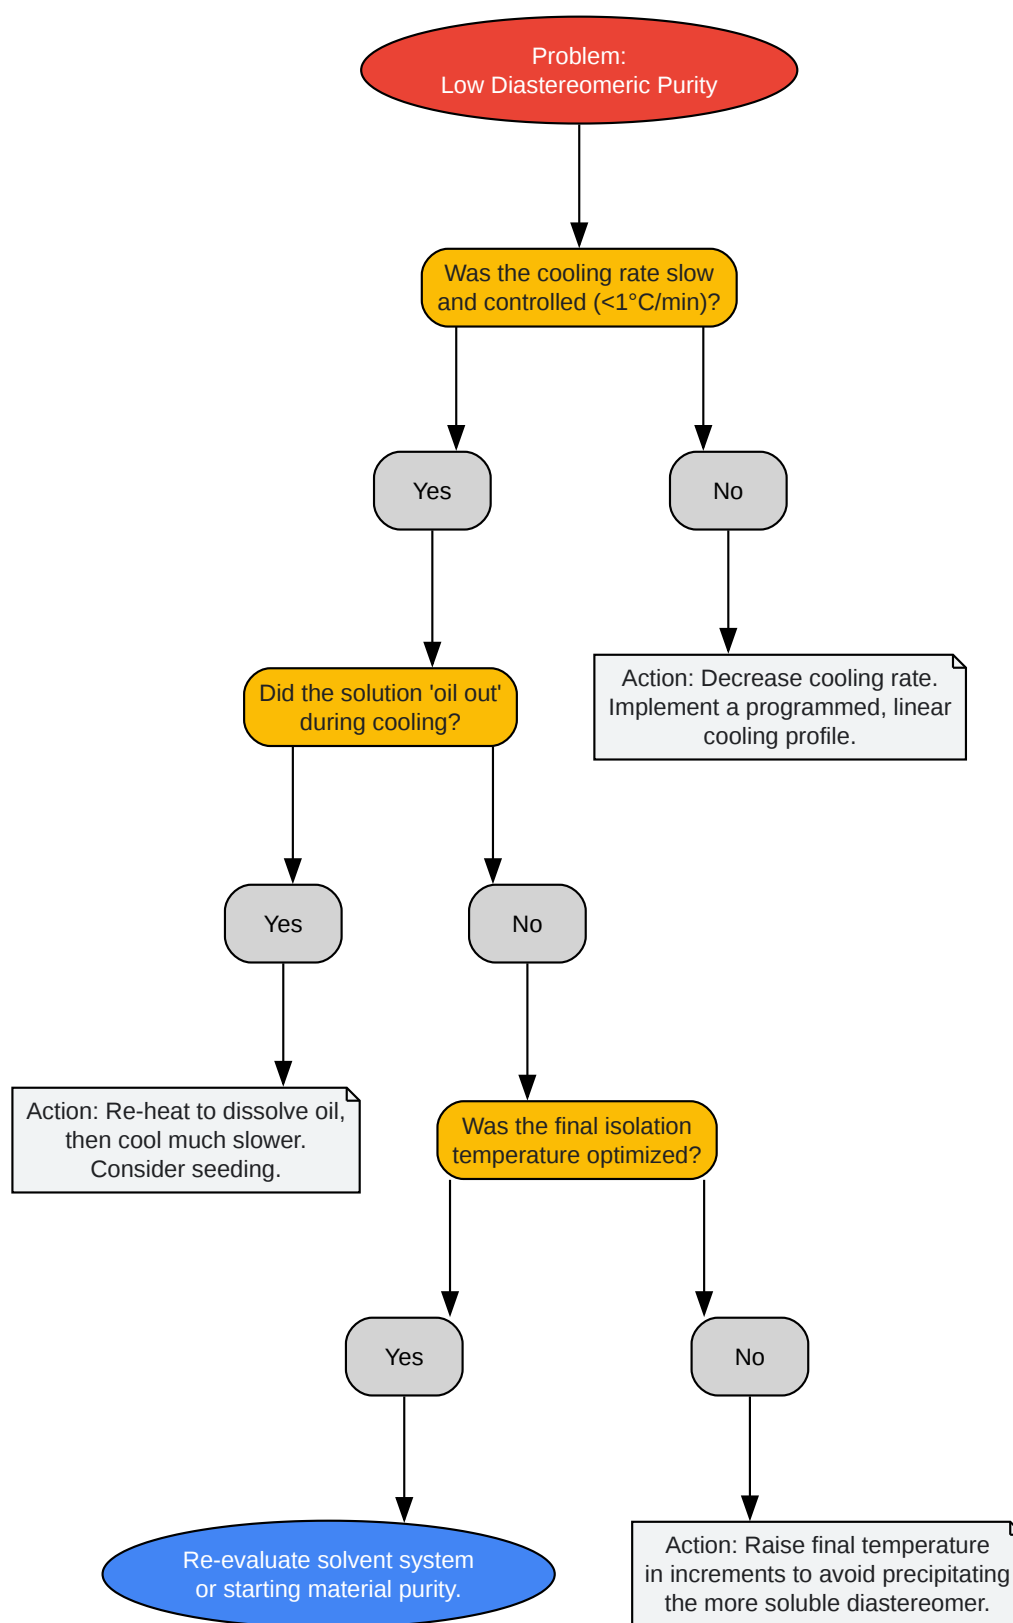 Problem:
Low Diastereomeric Purity
Was the cooling rate slow
and controlled (<1°C/min)?
Yes
No
Action: Decrease cooling rate.
Implement a programmed, linear
cooling profile.
Did the solution 'oil out'
during cooling?
Yes
No
Action: Re-heat to dissolve oil,
then cool much slower.
Consider seeding.
Was the final isolation
temperature optimized?
Yes
No
Re-evaluate solvent system
or starting material purity.
Action: Raise final temperature
in increments to avoid precipitating
the more soluble diastereomer.